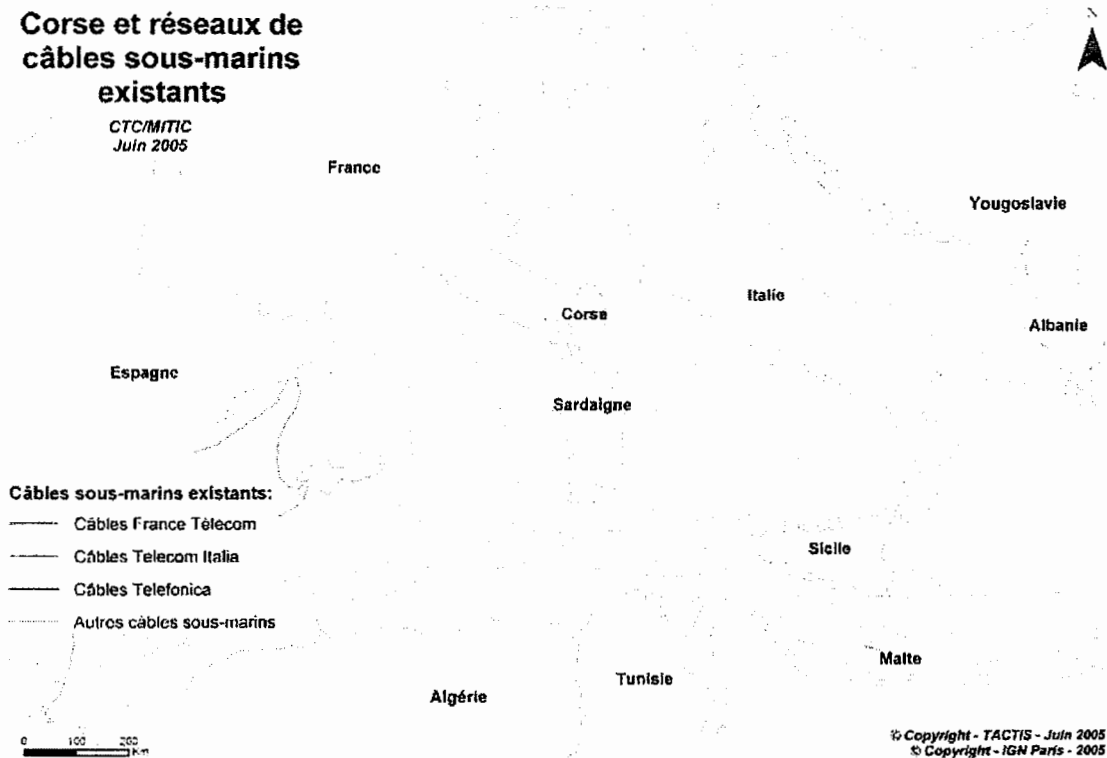 Corse et réseaux de
câbles sous-marins
existants
CTC/MITIC
Juin 2005
N
France
Yougoslavie
Italie
Corse
Albanie
Espagne
Sardaigne
Câbles sous-marins existants:
Câbles France Télécom
Câbles Telecom Italia
Câbles Telefonica
Autres câbles sous-marins
Sicile
Malte
Tunisie
Algérie
0 100 200
Km
© Copyright - TACTIS - Juin 2005
© Copyright - IGN Paris - 2005